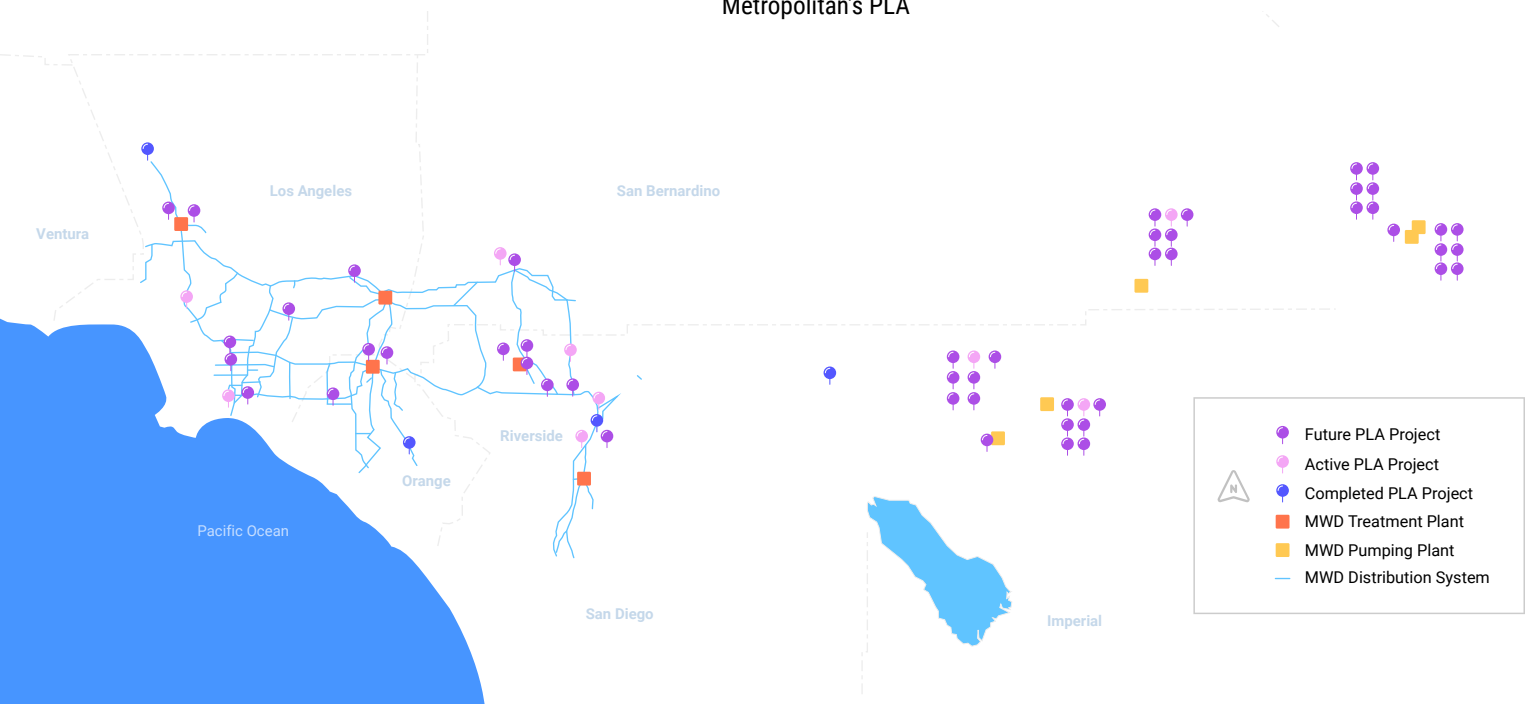 Metropolitan's PLA
Los Angeles
San Bernardino
Ventura
Riverside
Orange
Pacific Ocean
San Diego
Imperial
N
Future PLA Project
Active PLA Project
Completed PLA Project
MWD Treatment Plant
MWD Pumping Plant
MWD Distribution System